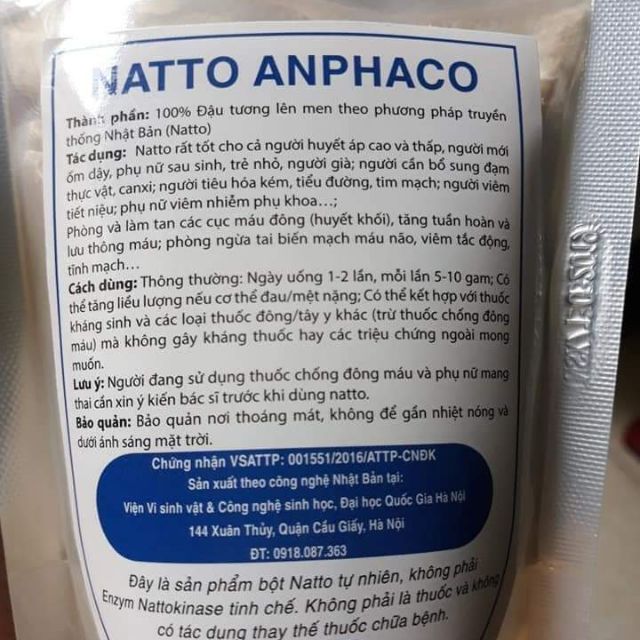 NATTO ANPHACO
Thành phần: 100% Đậu tương lên men theo phương pháp truyền
thống Nhật Bản (Natto)
Tác dụng: Natto rất tốt cho cả người huyết áp cao và thấp, người mới
ốm dậy, phụ nữ sau sinh, trẻ nhỏ, người già; người cần bổ sung đạm
thực vật, canxi; người tiêu hóa kém, tiểu đường, tim mạch; người viêm
tiết niệu; phụ nữ viêm nhiễm phụ khoa...;
Phòng và làm tan các cục máu đông (huyết khối), tăng tuần hoàn và
lưu thông máu; phòng ngừa tai biến mạch máu não, viêm tắc động,
tĩnh mạch...
Cách dùng: Thông thường: Ngày uống 1-2 lần, mỗi lần 5-10 gam; Có
thể tăng liều lượng nếu cơ thể đau/mệt nặng; Có thể kết hợp với thuốc
kháng sinh và các loại thuốc đông/tây y khác (trừ thuốc chống đông
máu) mà không gây kháng thuốc hay các triệu chứng ngoài mong
muốn.
Lưu ý: Người đang sử dụng thuốc chống đông máu và phụ nữ mang
thai cần xin ý kiến bác sĩ trước khi dùng natto.
Bảo quản: Bảo quản nơi thoáng mát, không để gần nhiệt nóng và
dưới ánh sáng mặt trời.
Chứng nhận VSATTP: 001551/2016/ATTP-CNĐK
Sản xuất theo công nghệ Nhật Bản tại:
Viện Vi sinh vật & Công nghệ sinh học, Đại học Quốc Gia Hà Nội
144 Xuân Thủy, Quận Cầu Giấy, Hà Nội
ĐT: 0918.087.363
Đây là sản phẩm bột Natto tự nhiên, không phải
Enzym Nattokinase tinh chế. Không phải là thuốc và không
có tác dụng thay thế thuốc chữa bệnh.